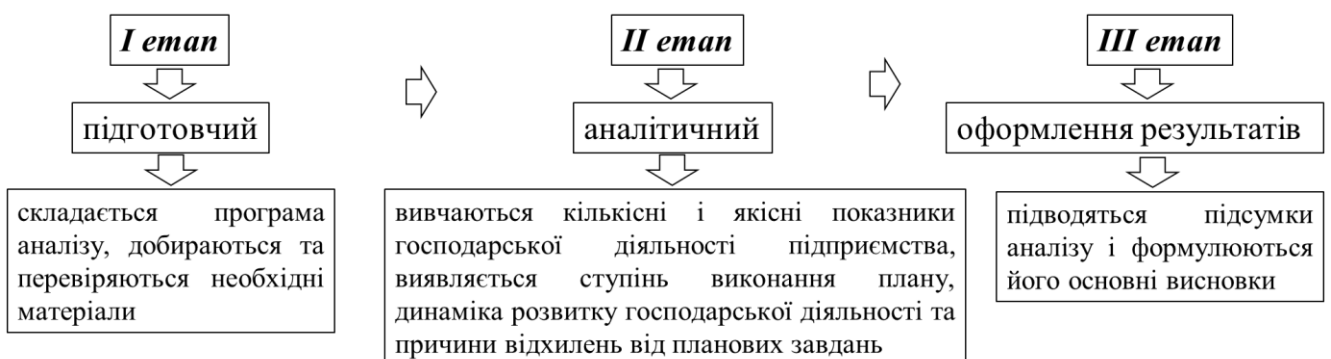 I етап
підготовчий
складається програма
аналізу, добираються та
перевіряються необхідні
матеріали
II етап
аналітичний
вивчаються кількісні і якісні показники
господарської діяльності підприємства,
виявляється ступінь виконання плану,
динаміка розвитку господарської діяльності та
причини відхилень від планових завдань
III етап
оформлення результатів
підводяться підсумки
аналізу і формулюються
його основні висновки